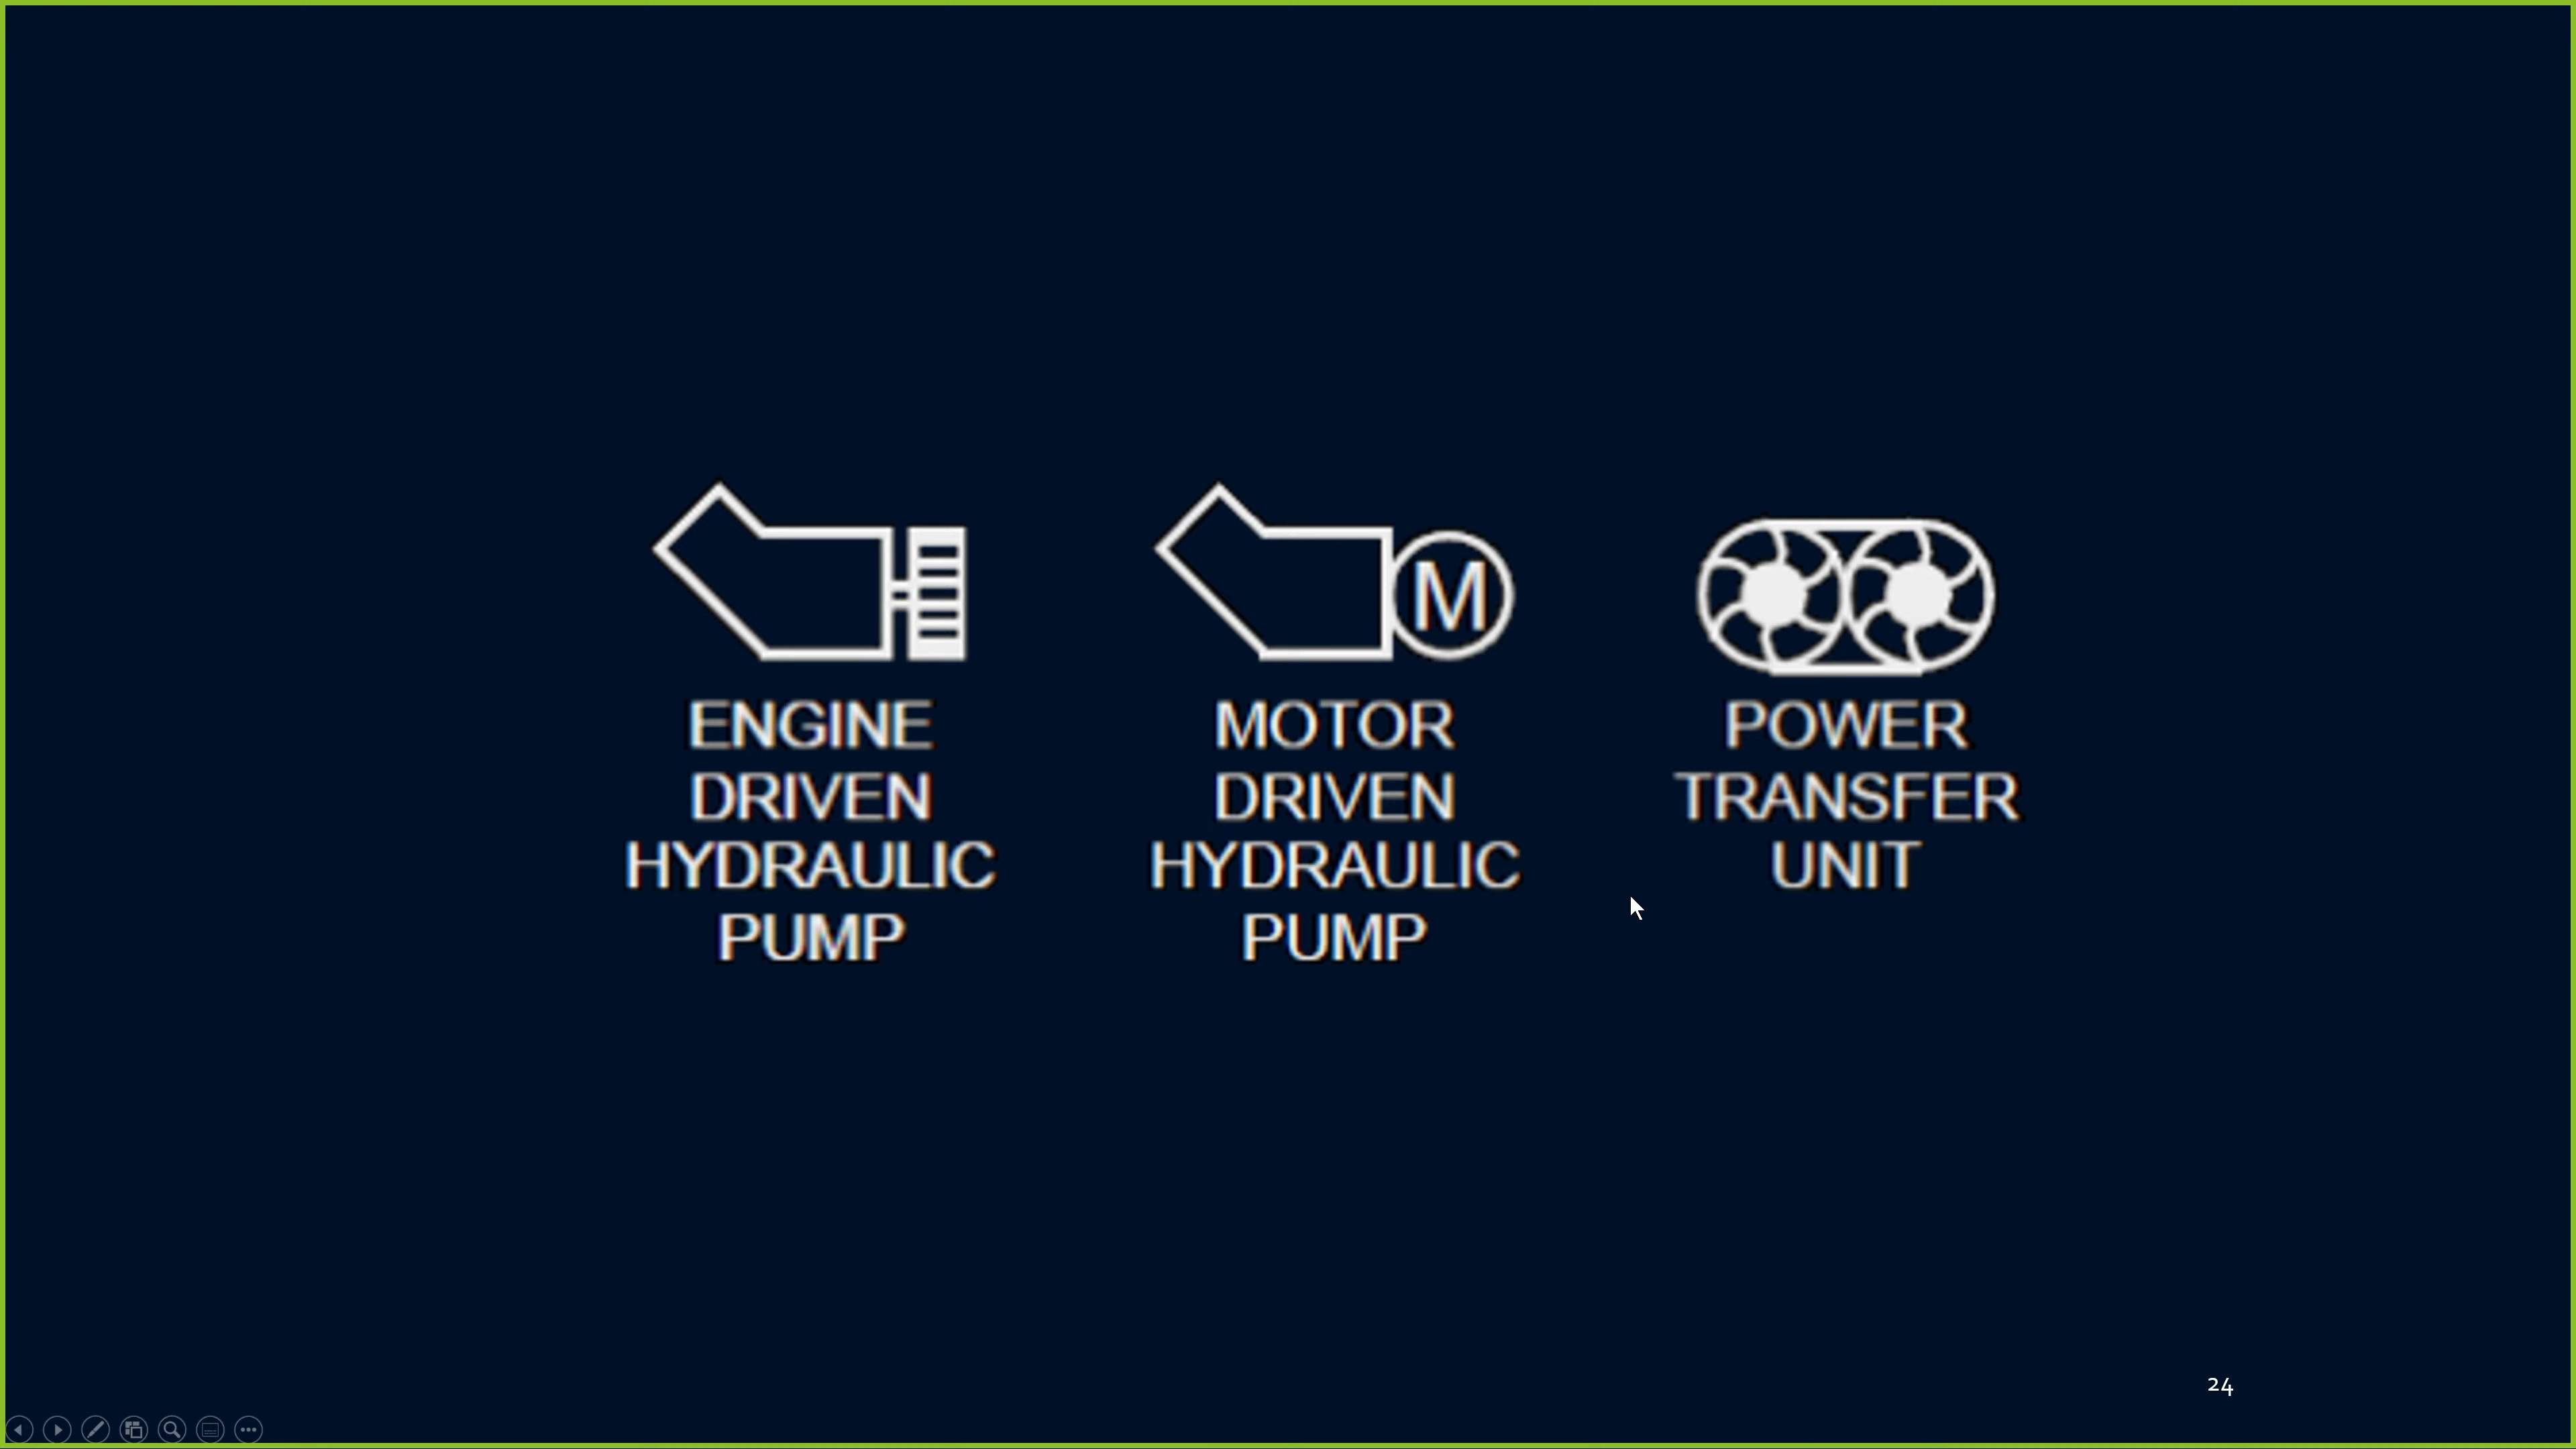 M
ENGINE
DRIVEN
HYDRAULIC
PUMP
MOTOR
DRIVEN
HYDRAULIC
PUMP
POWER
TRANSFER
UNIT
24